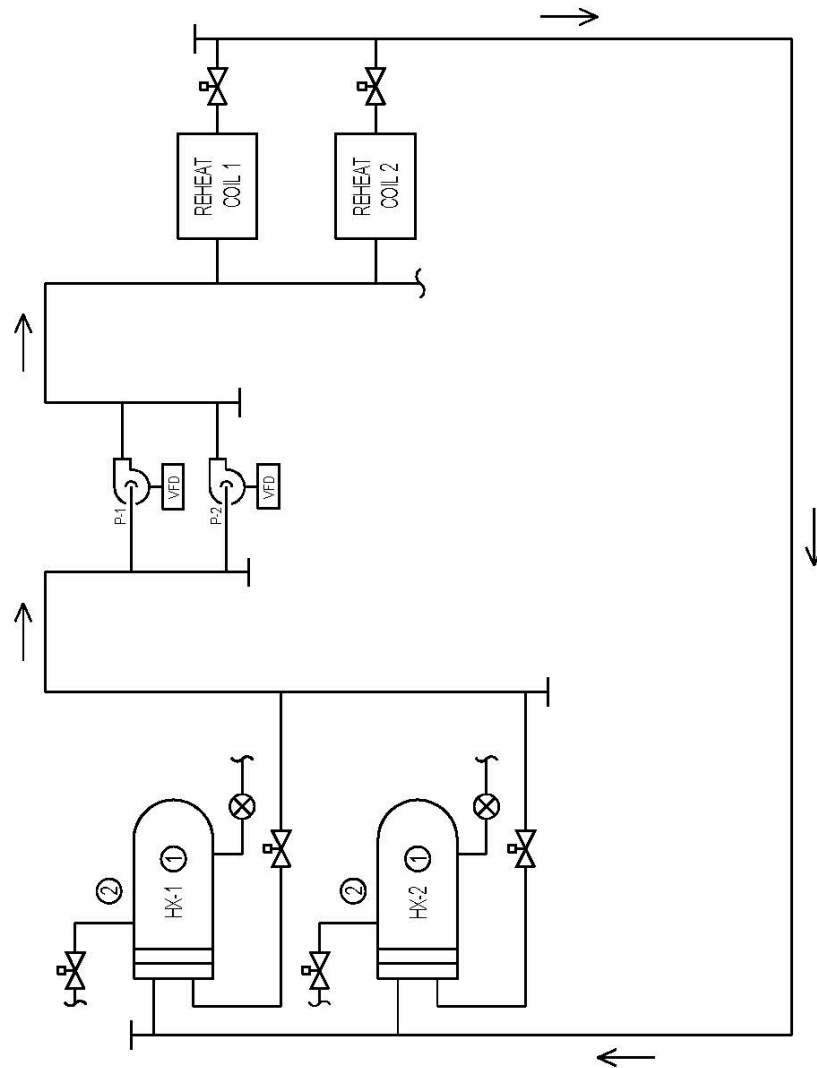 REHEAT
COIL 1
REHEAT
COIL 2
P-1
VFD
P-2
VFD
2
1
HX-1
2
1
HX-2